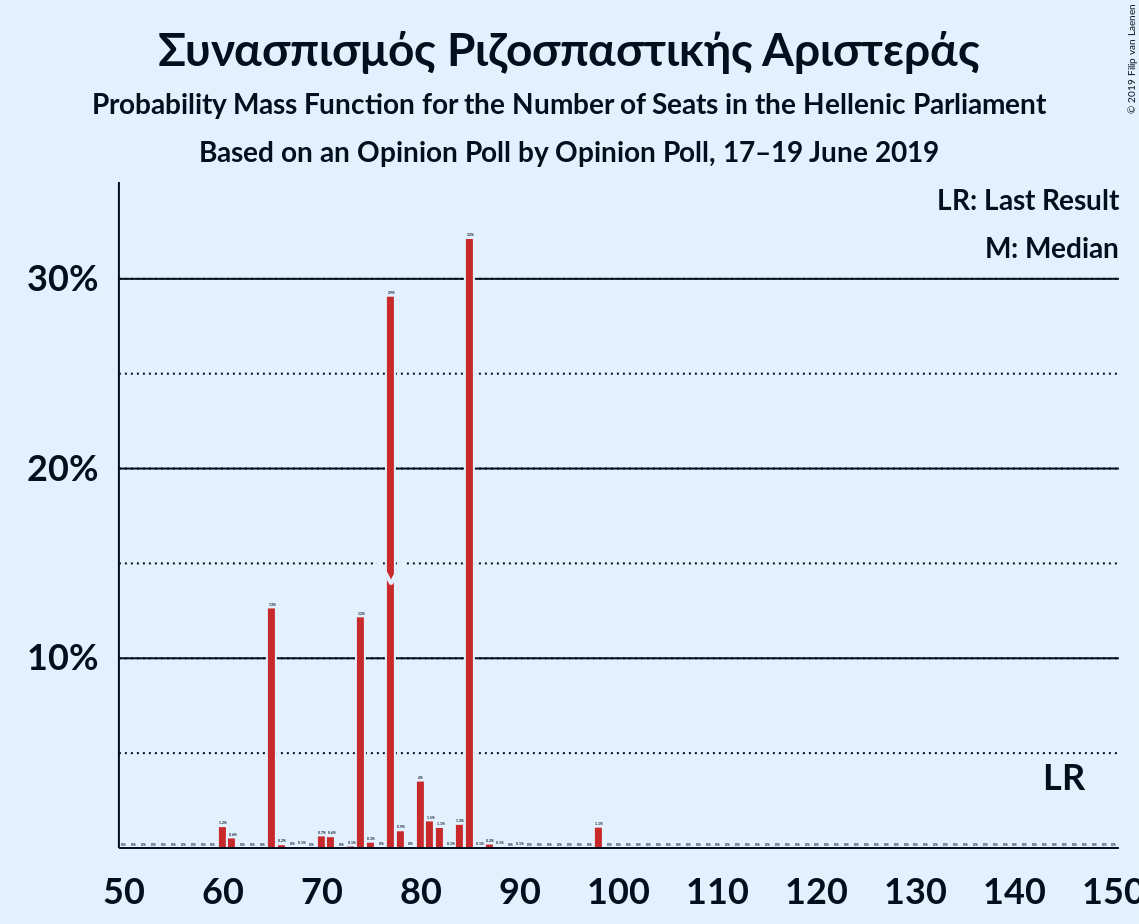 Συνασπισμός Ριζοσπαστικής Αριστεράς
Probability Mass Function for the Number of Seats in the Hellenic Parliament
Based on an Opinion Poll by Opinion Poll, 17–19 June 2019
© 2019 Filip van Laenen
LR: Last Result
M: Median
30%
20%
10%
LR
50 60 70 80 90 100 110 120 130 140 150